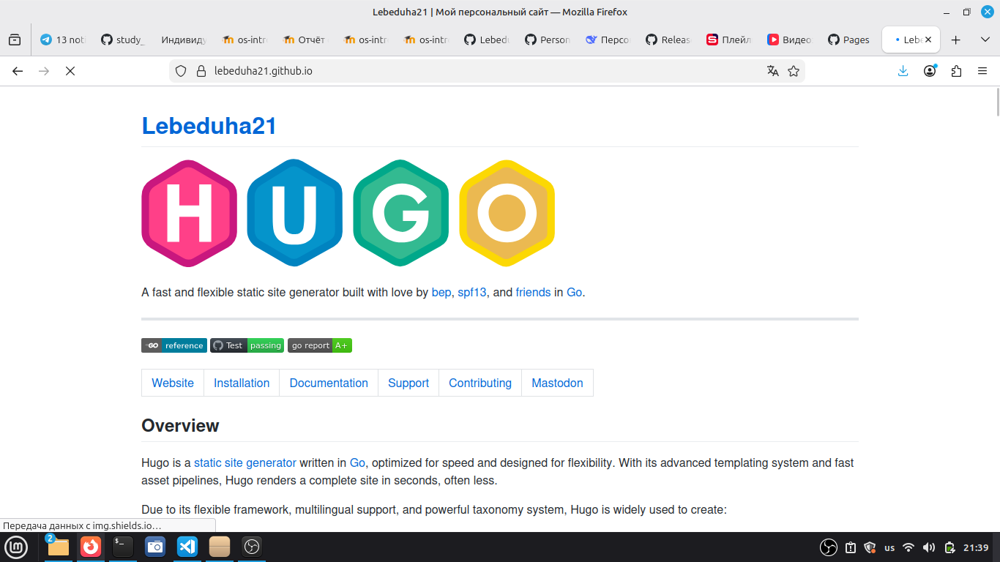 Lebeduha21 | Мой персональный сайт — Mozilla Firefox
13 noti
study_
Индивиду
os-intro
Отчёт
os-intro
os-intro
Lebedu
Person
Персо
Releas
Плейл
Видео
Pages
Lebe
lebeduha21.github.io
Lebeduha21
HUGO
A fast and flexible static site generator built with love by bep, spf13, and friends in Go.
GO reference Test passing go report A+
Website Installation Documentation Support Contributing Mastodon
Overview
Hugo is a static site generator written in Go, optimized for speed and designed for flexibility. With its advanced templating system and fast
asset pipelines, Hugo renders a complete site in seconds, often less.
Due to its flexible framework, multilingual support, and powerful taxonomy system, Hugo is widely used to create:
Передача данных с img.shields.io…
2
$_
us
21:39